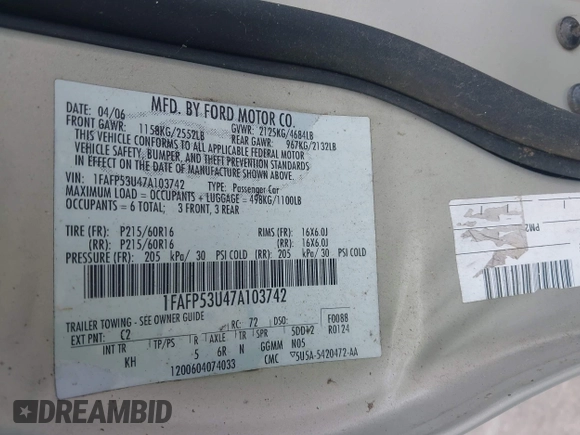 MFD. BY FORD MOTOR CO.
DATE: 04/06 GVWR: 2125KG/4684LB
FRONT GAWR: 1158KG/2552LB REAR GAWR: 967KG/2132LB
THIS VEHICLE CONFORMS TO ALL APPLICABLE FEDERAL MOTOR
VEHICLE SAFETY, BUMPER, AND THEFT PREVENTION STANDARDS
IN EFFECT ON THE DATE OF MANUFACTURE SHOWN ABOVE.
VIN: 1FAFP53U47A103742 TYPE: Passenger Car
MAXIMUM LOAD = OCCUPANTS + LUGGAGE = 498KG/1100LB
OCCUPANTS = 6 TOTAL; 3 FRONT, 3 REAR
TIRE (FR): P215/60R16 RIMS (FR): 16X6.0J
(RR): P215/60R16 (RR): 16X6.0J
PRESSURE (FR): 205 kPa/ 30 PSI COLD (RR): 205 kPa/ 30 PSI COLD
1FAFP53U47A103742
TRAILER TOWING - SEE OWNER GUIDE F0088
EXT PNT: C2 RC: 72 DSO: R0124
INT TR TP/PS R AXLE TR SPR
KH 5 6R N GGMM N05
1200604074033 CMC 5U5A-5420472-AA
DREAMBID